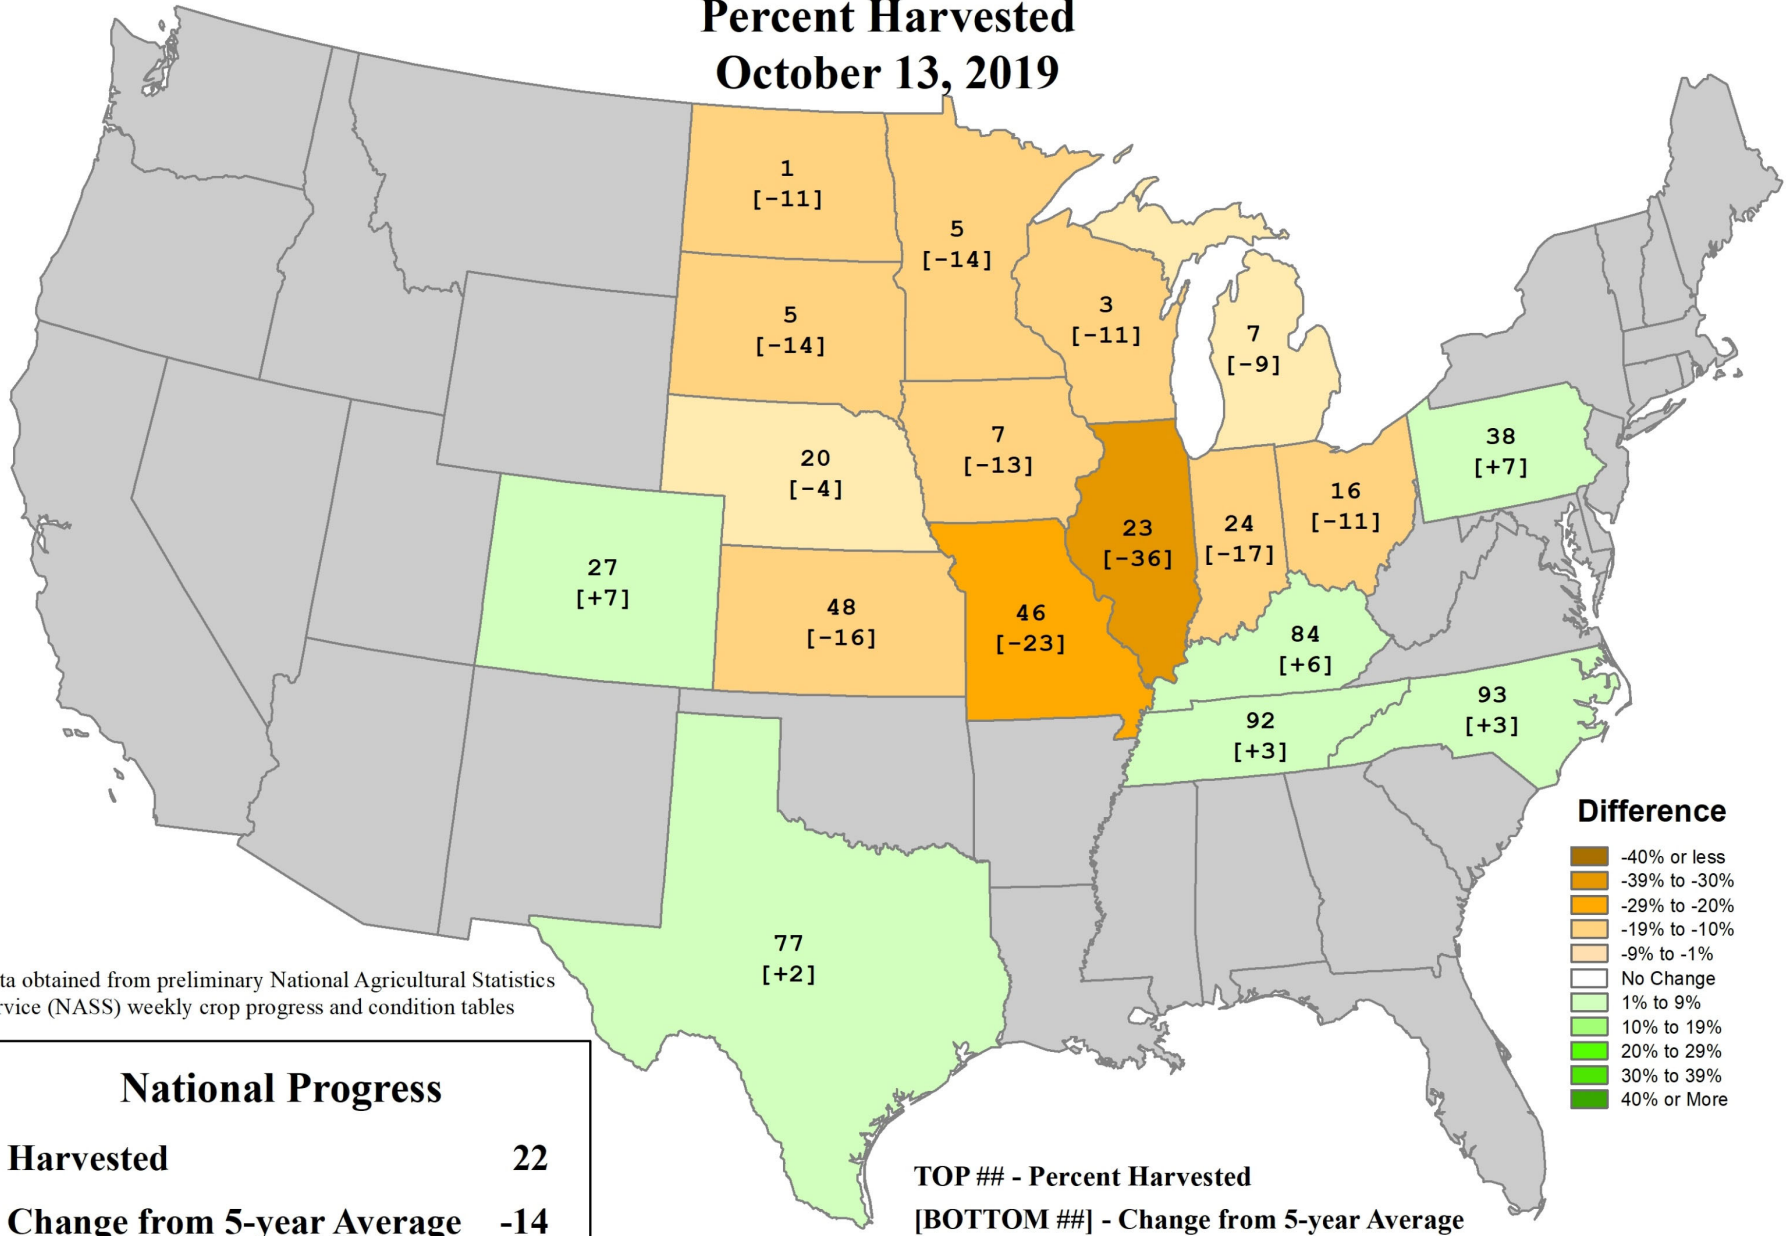 Percent Harvested
October 13, 2019
1
[-11]
5
[-14]
5
[-14]
3
[-11]
7
[-9]
7
[-13]
20
[-4]
38
[+7]
23
[-36]
24
[-17]
16
[-11]
27
[+7]
48
[-16]
46
[-23]
84
[+6]
92
[+3]
93
[+3]
77
[+2]
Difference
-40% or less
-39% to -30%
-29% to -20%
-19% to -10%
-9% to -1%
No Change
1% to 9%
10% to 19%
20% to 29%
30% to 39%
40% or More
ta obtained from preliminary National Agricultural Statistics
rvice (NASS) weekly crop progress and condition tables
National Progress
Harvested 22
Change from 5-year Average -14
TOP ## - Percent Harvested
[BOTTOM ##] - Change from 5-year Average